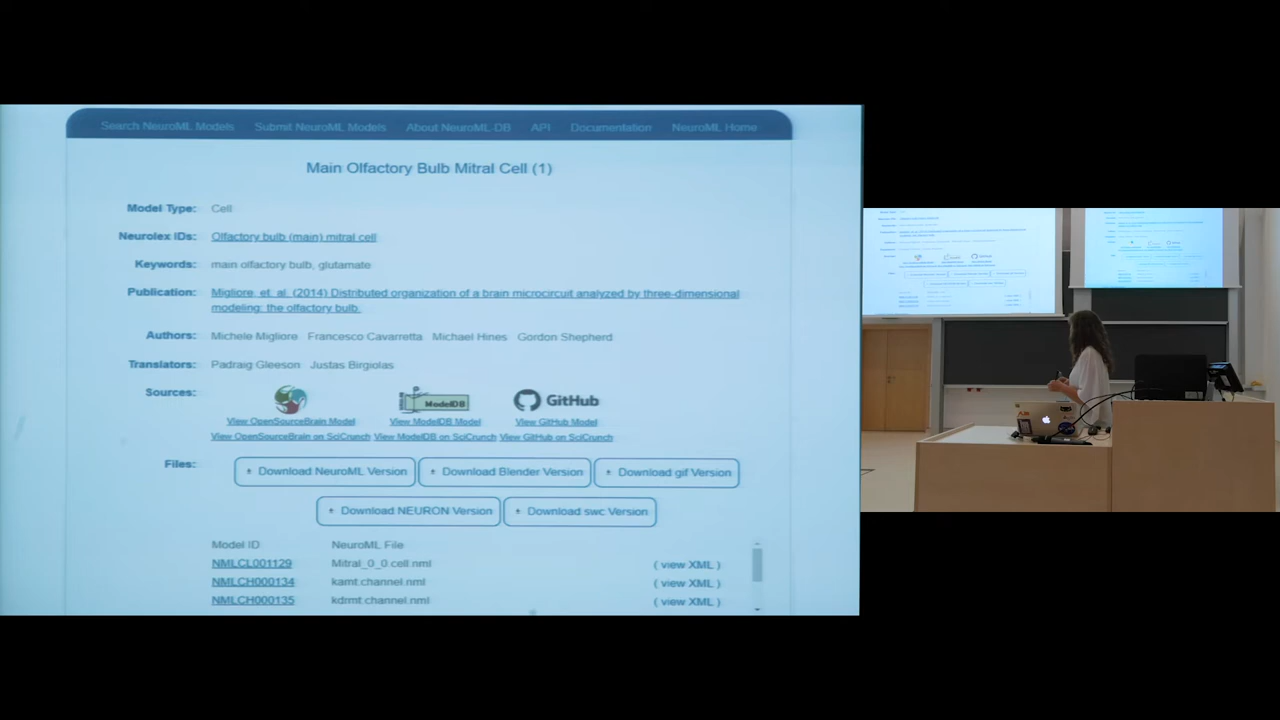 Search NeuroML Models Submit NeuroML Models About NeuroML-DB API Documentation NeuroML Home
Main Olfactory Bulb Mitral Cell (1)
Model Type: Cell
Neurolex IDs: Olfactory bulb (main) mitral cell
Keywords: main olfactory bulb, glutamate
Publication: Migliore, et. al. (2014) Distributed organization of a brain microcircuit analyzed by three-dimensional
modeling: the olfactory bulb.
Authors: Michele Migliore Francesco Cavarretta Michael Hines Gordon Shepherd
Translators: Padraig Gleeson Justas Birgiolas
Sources: ModelDB GitHub
View OpenSourceBrain Model View ModelDB Model View GitHub Model
View OpenSourceBrain on SciCrunch View ModelDB on SciCrunch View GitHub on SciCrunch
Files: Download NeuroML Version Download Blender Version Download gif Version
Download NEURON Version Download swc Version
Model ID NeuroML File
NMLCL001129 Mitral_0_0.cell.nml ( view XML )
NMLCH000134 kamt.channel.nml ( view XML )
NMLCH000135 kdrmt.channel.nml ( view XML )